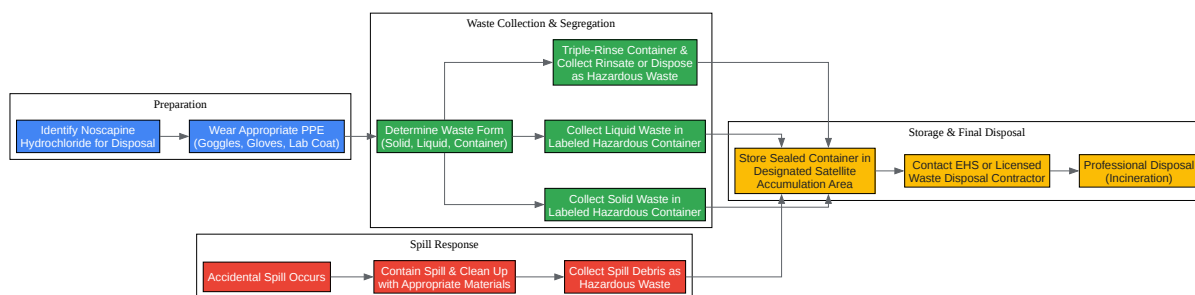 Waste Collection & Segregation
Triple-Rinse Container &
Collect Rinsate or Dispose
as Hazardous Waste
Preparation
Identify Noscapine
Hydrochloride for Disposal
Wear Appropriate PPE
(Goggles, Gloves, Lab Coat)
Determine Waste Form
(Solid, Liquid, Container)
Collect Liquid Waste in
Labeled Hazardous Container
Collect Solid Waste in
Labeled Hazardous Container
Storage & Final Disposal
Store Sealed Container in
Designated Satellite
Accumulation Area
Contact EHS or Licensed
Waste Disposal Contractor
Professional Disposal
(Incineration)
Spill Response
Accidental Spill Occurs
Contain Spill & Clean Up
with Appropriate Materials
Collect Spill Debris as
Hazardous Waste